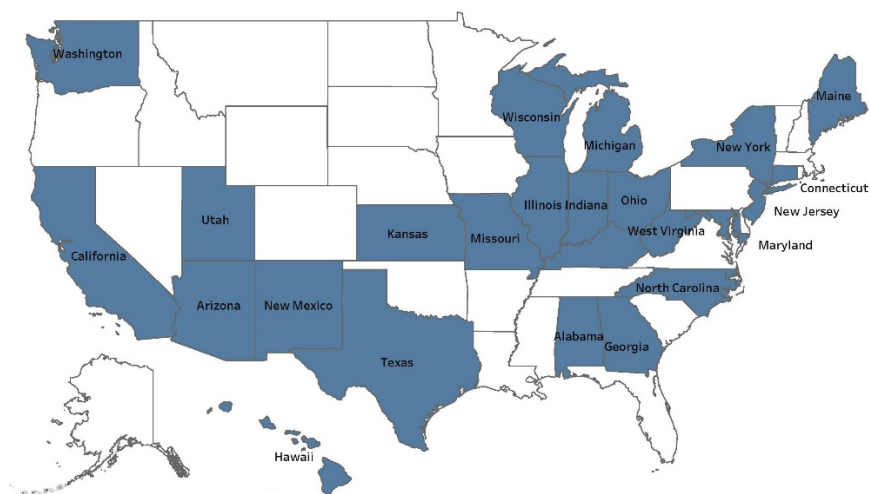 Washington
Maine
Wisconsin
Michigan
New York
Connecticut
Utah
Illinois Indiana
Ohio
New Jersey
Kansas
Missouri
West Virginia
Maryland
California
Arizona
New Mexico
North Carolina
Alabama
Georgia
Texas
Hawaii